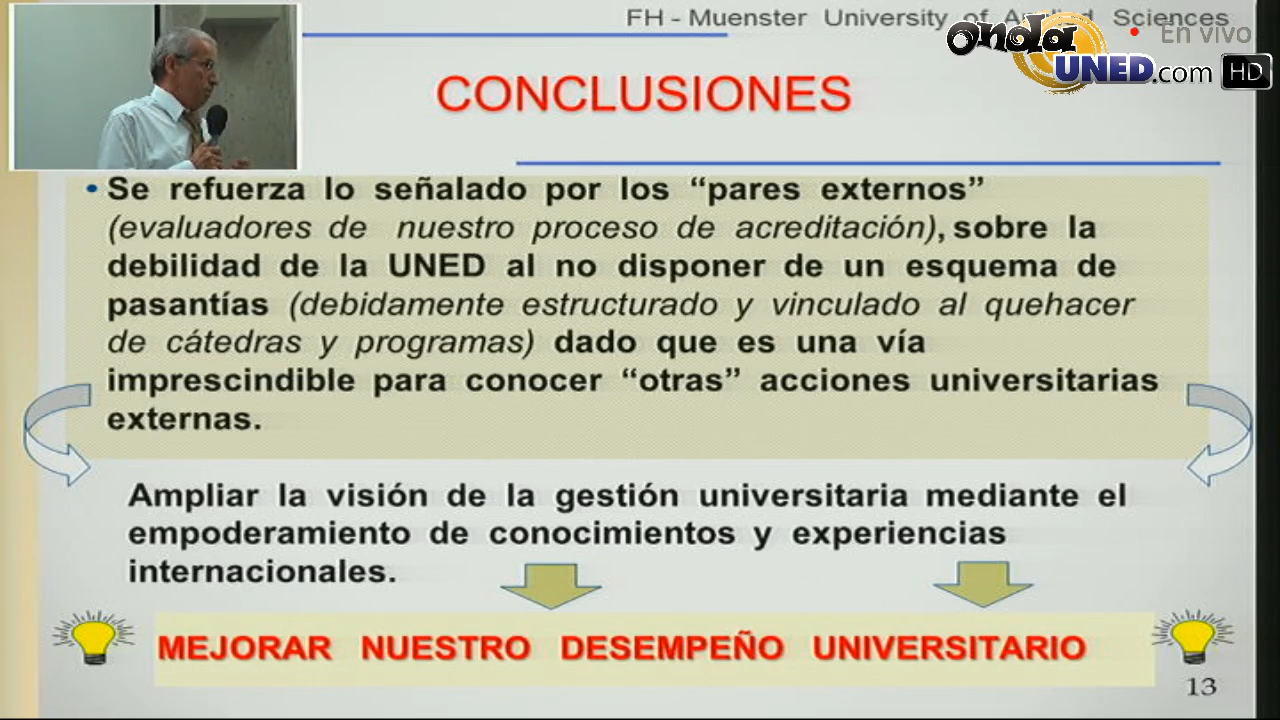 FH - Muenster University of Applied Sciences
onda UNED.com HD
En vivo
CONCLUSIONES
• Se refuerza lo señalado por los “pares externos”
(evaluadores de nuestro proceso de acreditación), sobre la
debilidad de la UNED al no disponer de un esquema de
pasantías (debidamente estructurado y vinculado al quehacer
de cátedras y programas) dado que es una vía
imprescindible para conocer “otras” acciones universitarias
externas.
Ampliar la visión de la gestión universitaria mediante el
empoderamiento de conocimientos y experiencias
internacionales.
MEJORAR NUESTRO DESEMPEÑO UNIVERSITARIO
13